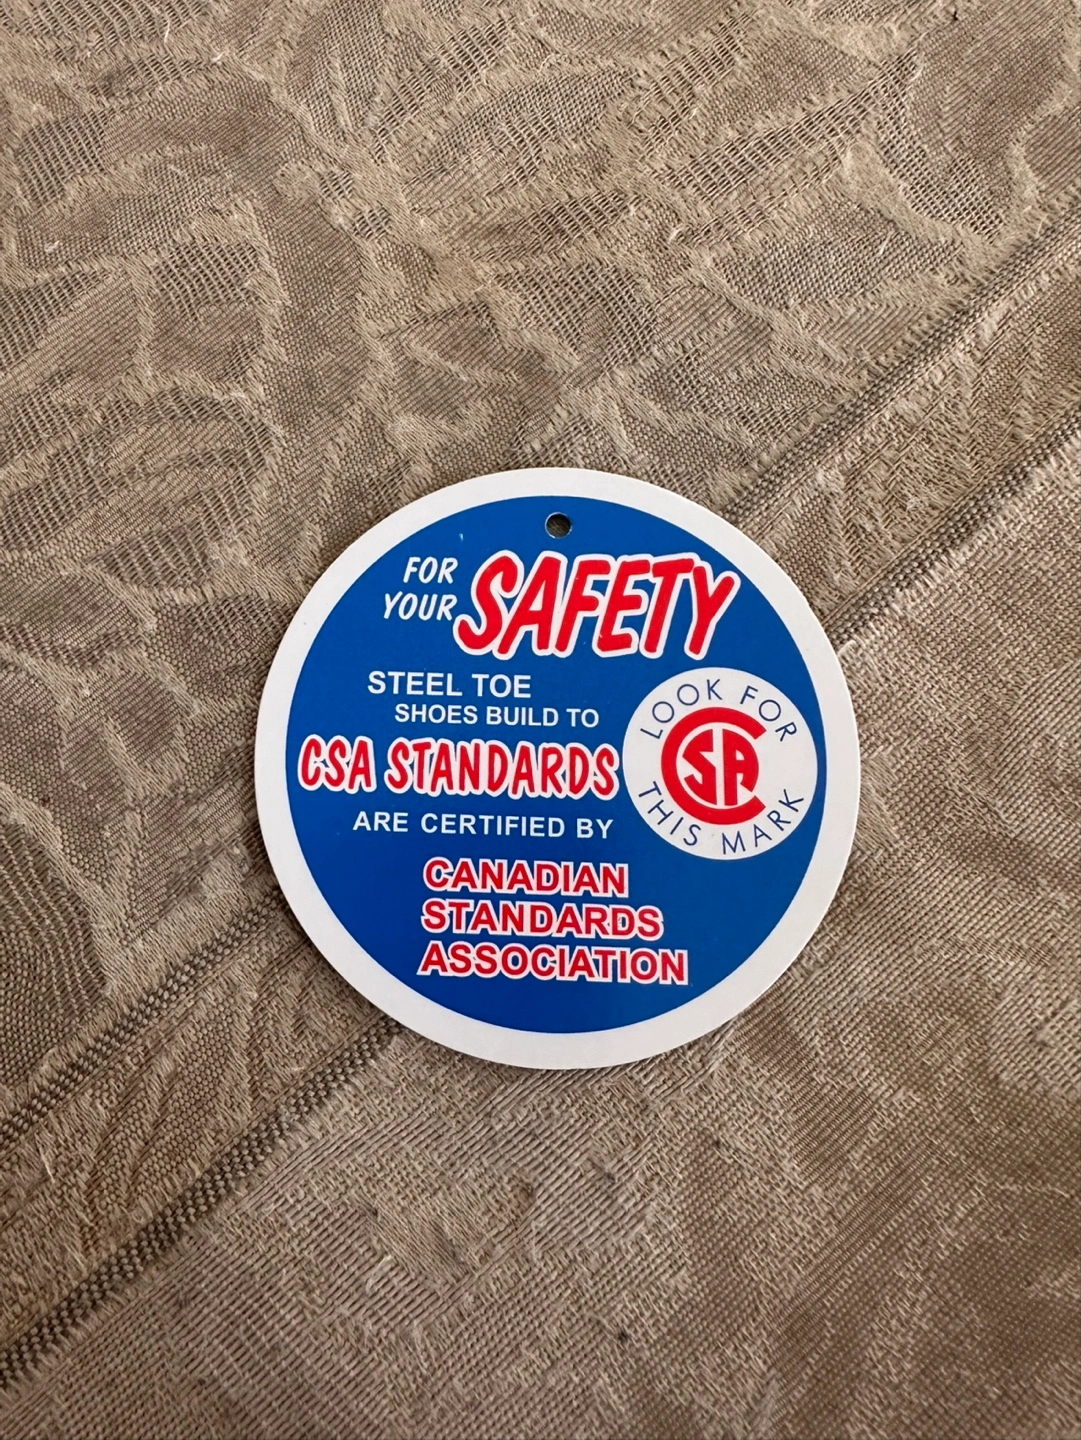 FOR
YOUR SAFETY
STEEL TOE
SHOES BUILD TO
CSA STANDARDS
ARE CERTIFIED BY
CANADIAN
STANDARDS
ASSOCIATION
LOOK FOR
CSA
THIS MARK